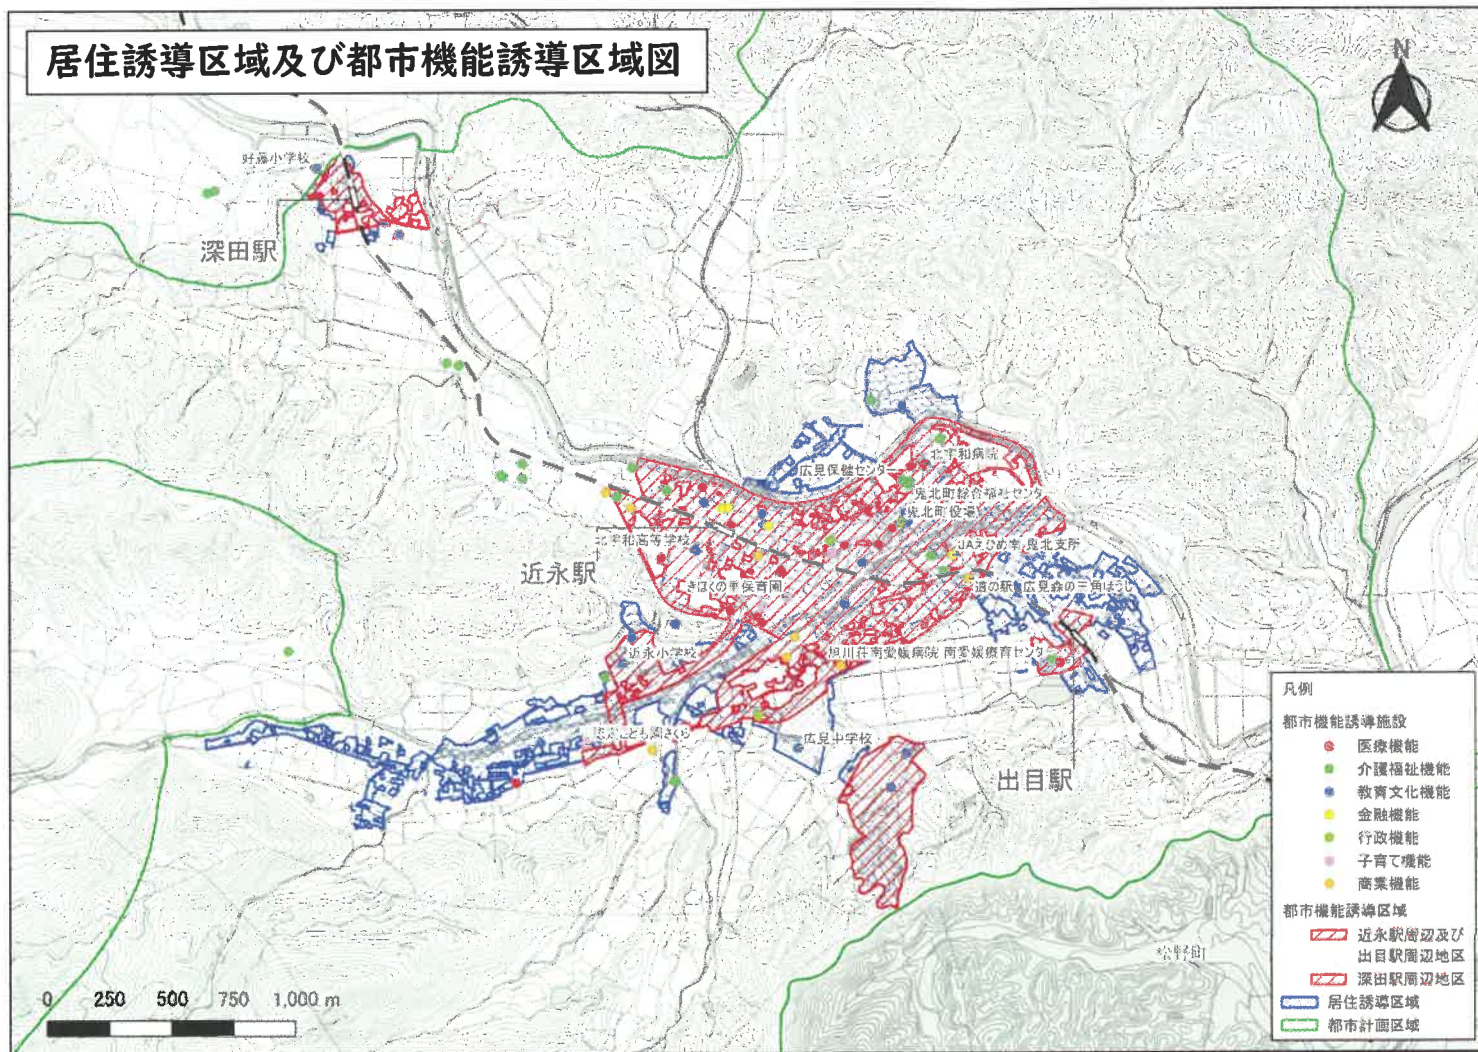 居住誘導区域及び都市機能誘導区域図
N
好藤小学校
深田駅
広見保健センター
北宇和病院
鬼北町総合福祉センタ
鬼北町役場
北宇和高等学校
JAえひめ南 鬼北支所
近永駅
きほくの里保育園
道の駅 広見森の三角ぼうし
近永小学校
旭川荘南愛媛病院 南愛媛療育センタ
こども園さくら
広見中学校
出目駅
松野町
0 250 500 750 1,000 m
凡例
都市機能誘導施設
医療機能
介護福祉機能
教育文化機能
金融機能
行政機能
子育て機能
商業機能
都市機能誘導区域
近永駅周辺及び
出目駅周辺地区
深田駅周辺地区
居住誘導区域
都市計画区域